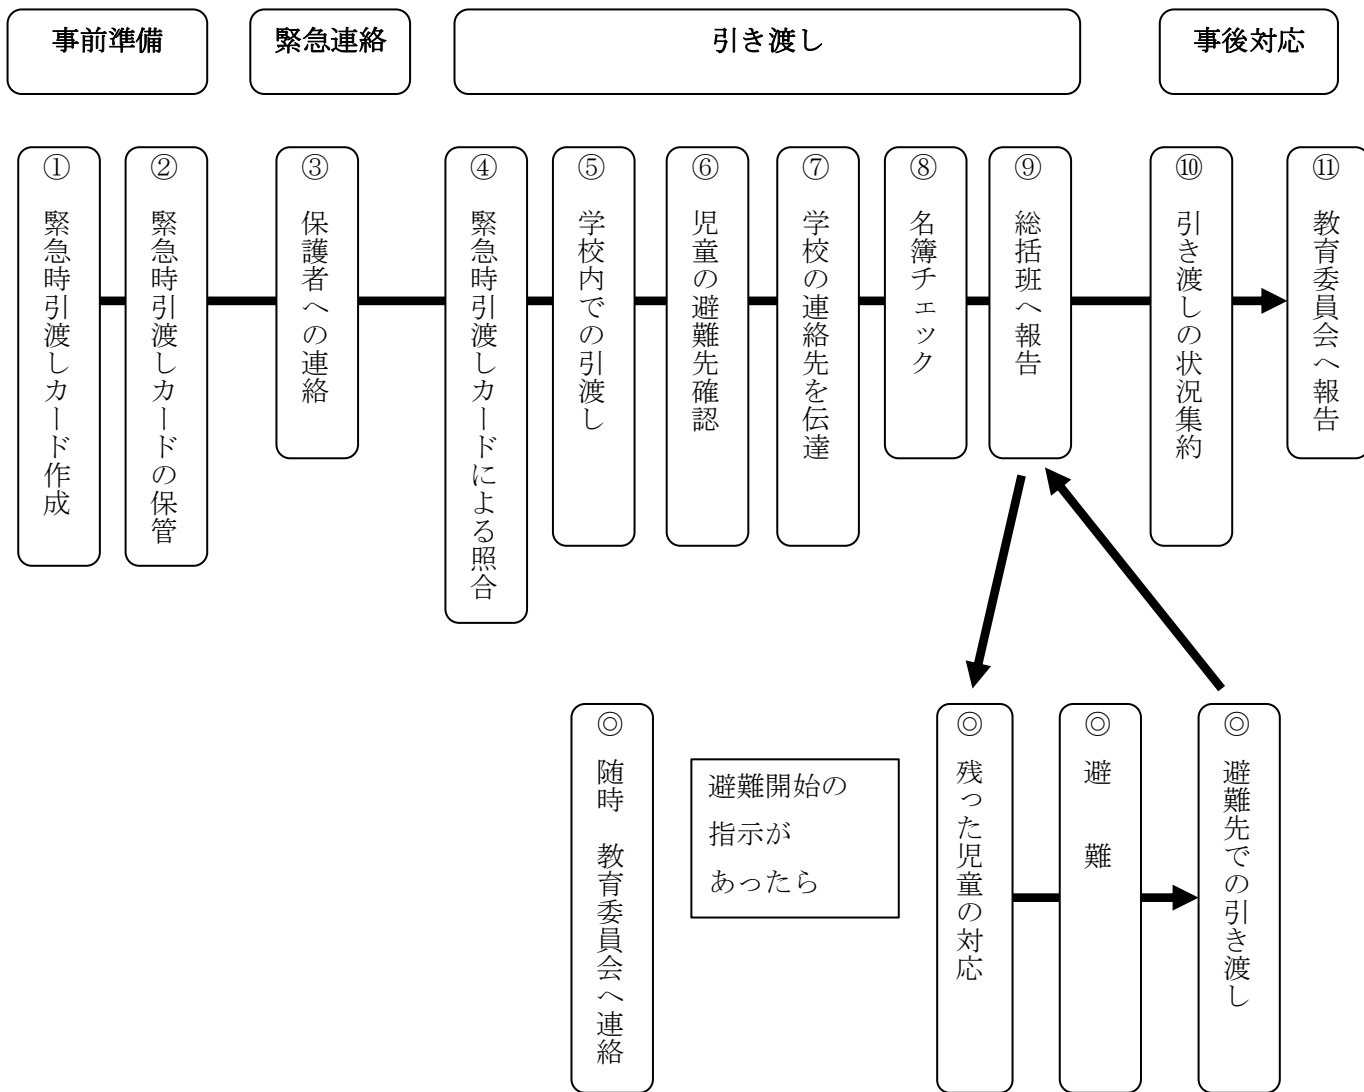 事前準備
緊急連絡
引き渡し
事後対応
① 緊急時引渡しカード作成
② 緊急時引渡しカードの保管
③ 保護者への連絡
④ 緊急時引渡しカードによる照合
⑤ 学校内での引渡し
⑥ 児童の避難先確認
⑦ 学校の連絡先を伝達
⑧ 名簿チェック
⑨ 総括班へ報告
⑩ 引き渡しの状況集約
⑪ 教育委員会へ報告
◎ 随時 教育委員会へ連絡
避難開始の
指示が
あったら
◎ 残った児童の対応
◎ 避 難
◎ 避難先での引き渡し